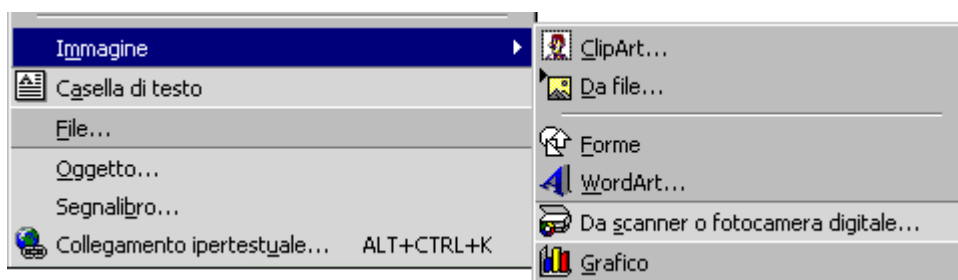 Immagine
Casella di testo
File...
Oggetto...
Segnalibro...
Collegamento ipertestuale... ALT+CTRL+K
ClipArt...
Da file...
Forme
WordArt...
Da scanner o fotocamera digitale...
Grafico